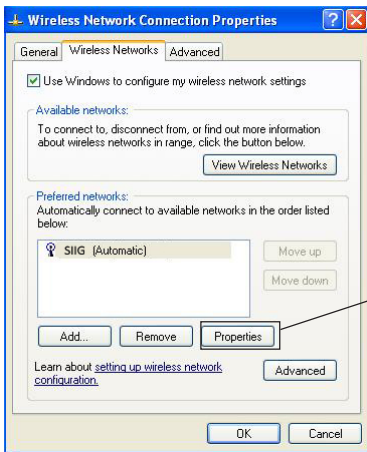 Wireless Network Connection Properties
General Wireless Networks Advanced
Use Windows to configure my wireless network settings
Available networks:
To connect to, disconnect from, or find out more information
about wireless networks in range, click the button below.
View Wireless Networks
Preferred networks:
Automatically connect to available networks in the order listed
below:
SIIG (Automatic)
Move up
Move down
Add... Remove Properties
Learn about setting up wireless network
configuration.
Advanced
OK Cancel